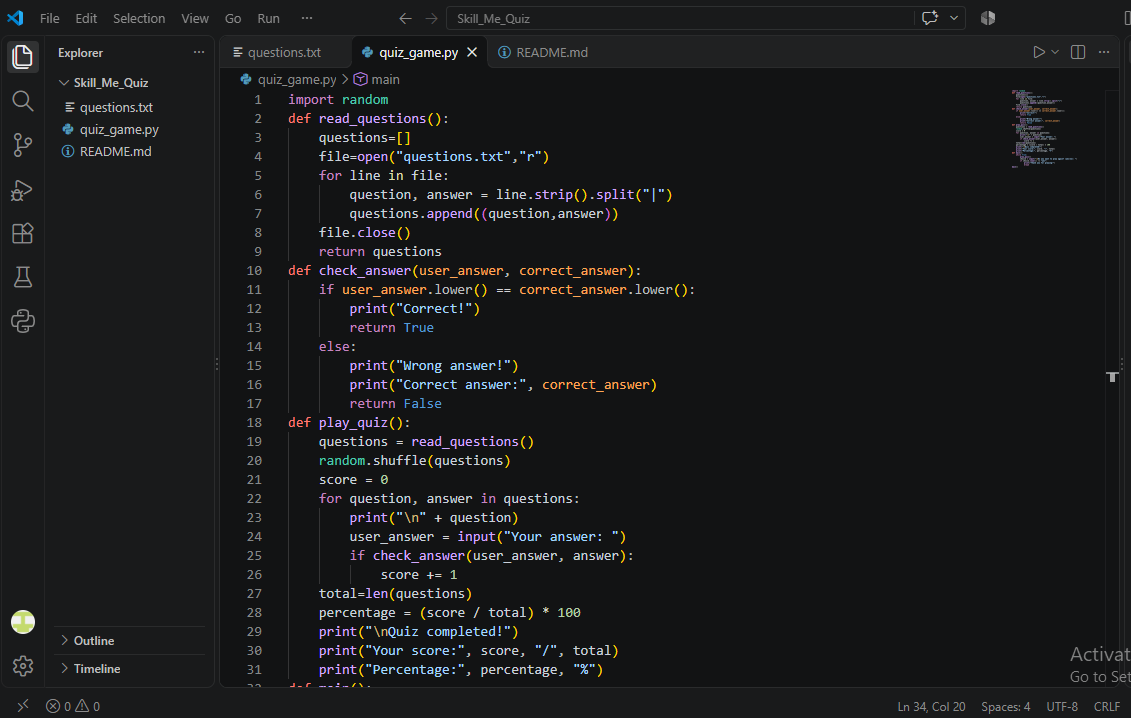 File Edit Selection View Go Run ··· Skill_Me_Quiz
Explorer ···
Skill_Me_Quiz
questions.txt
quiz_game.py
README.md
Outline
Timeline
questions.txt quiz_game.py README.md
quiz_game.py > main
1 import random
2 def read_questions():
3     questions=[]
4     file=open("questions.txt","r")
5     for line in file:
6         question, answer = line.strip().split("|")
7         questions.append((question,answer))
8     file.close()
9     return questions
10 def check_answer(user_answer, correct_answer):
11     if user_answer.lower() == correct_answer.lower():
12         print("Correct!")
13         return True
14     else:
15         print("Wrong answer!")
16         print("Correct answer:", correct_answer)
17         return False
18 def play_quiz():
19     questions = read_questions()
20     random.shuffle(questions)
21     score = 0
22     for question, answer in questions:
23         print("\n" + question)
24         user_answer = input("Your answer: ")
25         if check_answer(user_answer, answer):
26             score += 1
27     total=len(questions)
28     percentage = (score / total) * 100
29     print("\nQuiz completed!")
30     print("Your score:", score, "/", total)
31     print("Percentage:", percentage, "%")
32 def main():
Activat
Go to Set
0 0 Ln 34, Col 20 Spaces: 4 UTF-8 CRLF